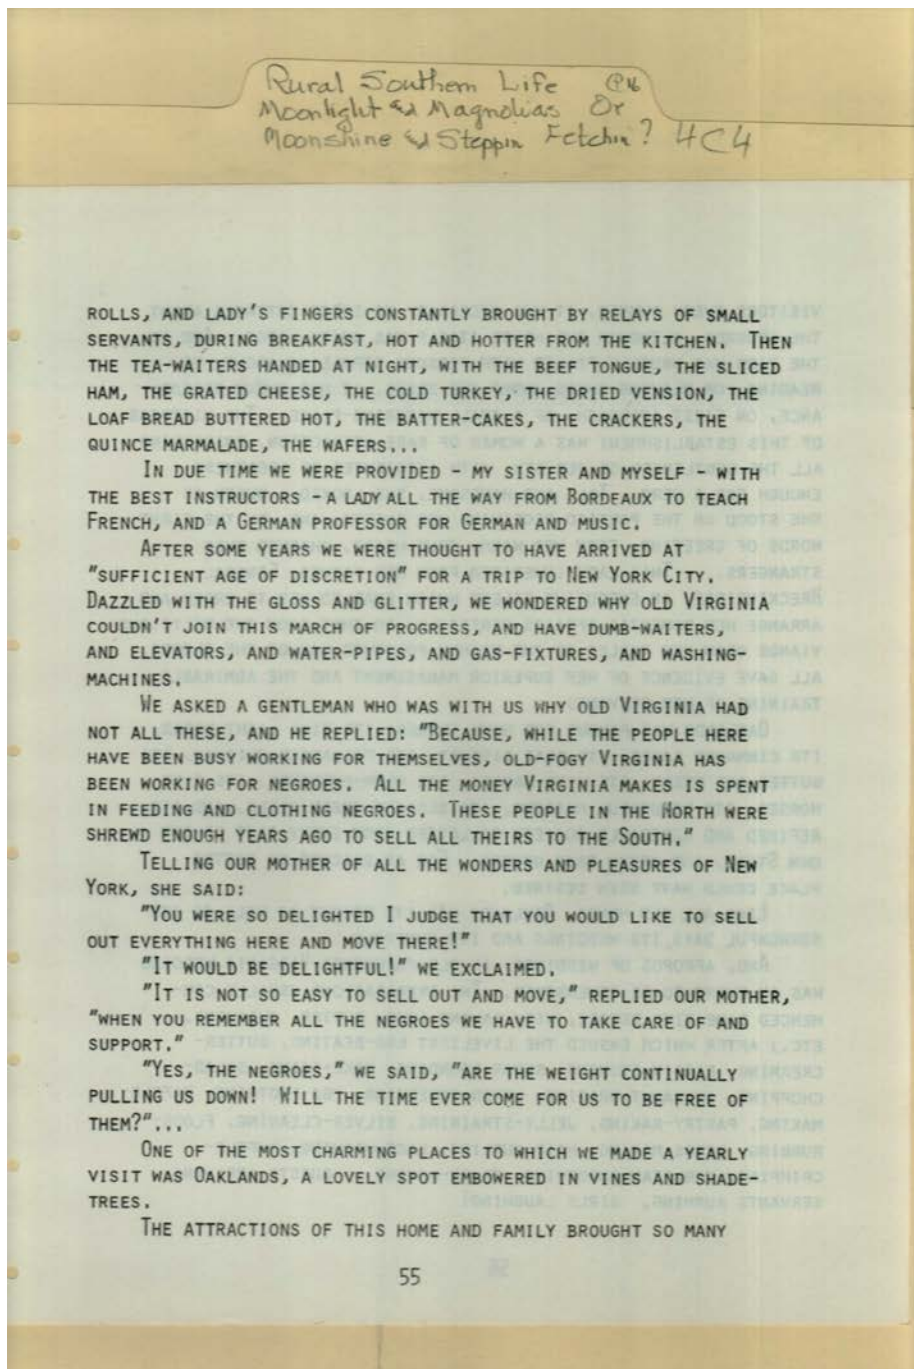 Rural Southern Life
Moonlight & Magnolias Or
Moonshine & Steppin Fetchin? 4C4
ROLLS, AND LADY'S FINGERS CONSTANTLY BROUGHT BY RELAYS OF SMALL
SERVANTS, DURING BREAKFAST, HOT AND HOTTER FROM THE KITCHEN. THEN
THE TEA-WAITERS HANDED AT NIGHT, WITH THE BEEF TONGUE, THE SLICED
HAM, THE GRATED CHEESE, THE COLD TURKEY, THE DRIED VENSION, THE
LOAF BREAD BUTTERED HOT, THE BATTER-CAKES, THE CRACKERS, THE
QUINCE MARMALADE, THE WAFERS...
IN DUE TIME WE WERE PROVIDED - MY SISTER AND MYSELF - WITH
THE BEST INSTRUCTORS - A LADY ALL THE WAY FROM BORDEAUX TO TEACH
FRENCH, AND A GERMAN PROFESSOR FOR GERMAN AND MUSIC.
AFTER SOME YEARS WE WERE THOUGHT TO HAVE ARRIVED AT
"SUFFICIENT AGE OF DISCRETION" FOR A TRIP TO NEW YORK CITY.
DAZZLED WITH THE GLOSS AND GLITTER, WE WONDERED WHY OLD VIRGINIA
COULDN'T JOIN THIS MARCH OF PROGRESS, AND HAVE DUMB-WAITERS,
AND ELEVATORS, AND WATER-PIPES, AND GAS-FIXTURES, AND WASHING-
MACHINES.
WE ASKED A GENTLEMAN WHO WAS WITH US WHY OLD VIRGINIA HAD
NOT ALL THESE, AND HE REPLIED: "BECAUSE, WHILE THE PEOPLE HERE
HAVE BEEN BUSY WORKING FOR THEMSELVES, OLD-FOGY VIRGINIA HAS
BEEN WORKING FOR NEGROES. ALL THE MONEY VIRGINIA MAKES IS SPENT
IN FEEDING AND CLOTHING NEGROES. THESE PEOPLE IN THE NORTH WERE
SHREWD ENOUGH YEARS AGO TO SELL ALL THEIRS TO THE SOUTH."
TELLING OUR MOTHER OF ALL THE WONDERS AND PLEASURES OF NEW
YORK, SHE SAID:
"YOU WERE SO DELIGHTED I JUDGE THAT YOU WOULD LIKE TO SELL
OUT EVERYTHING HERE AND MOVE THERE!"
"IT WOULD BE DELIGHTFUL!" WE EXCLAIMED.
"IT IS NOT SO EASY TO SELL OUT AND MOVE," REPLIED OUR MOTHER,
"WHEN YOU REMEMBER ALL THE NEGROES WE HAVE TO TAKE CARE OF AND
SUPPORT."
"YES, THE NEGROES," WE SAID, "ARE THE WEIGHT CONTINUALLY
PULLING US DOWN! WILL THE TIME EVER COME FOR US TO BE FREE OF
THEM?"...
ONE OF THE MOST CHARMING PLACES TO WHICH WE MADE A YEARLY
VISIT WAS OAKLANDS, A LOVELY SPOT EMBOWERED IN VINES AND SHADE-
TREES.
THE ATTRACTIONS OF THIS HOME AND FAMILY BROUGHT SO MANY
55